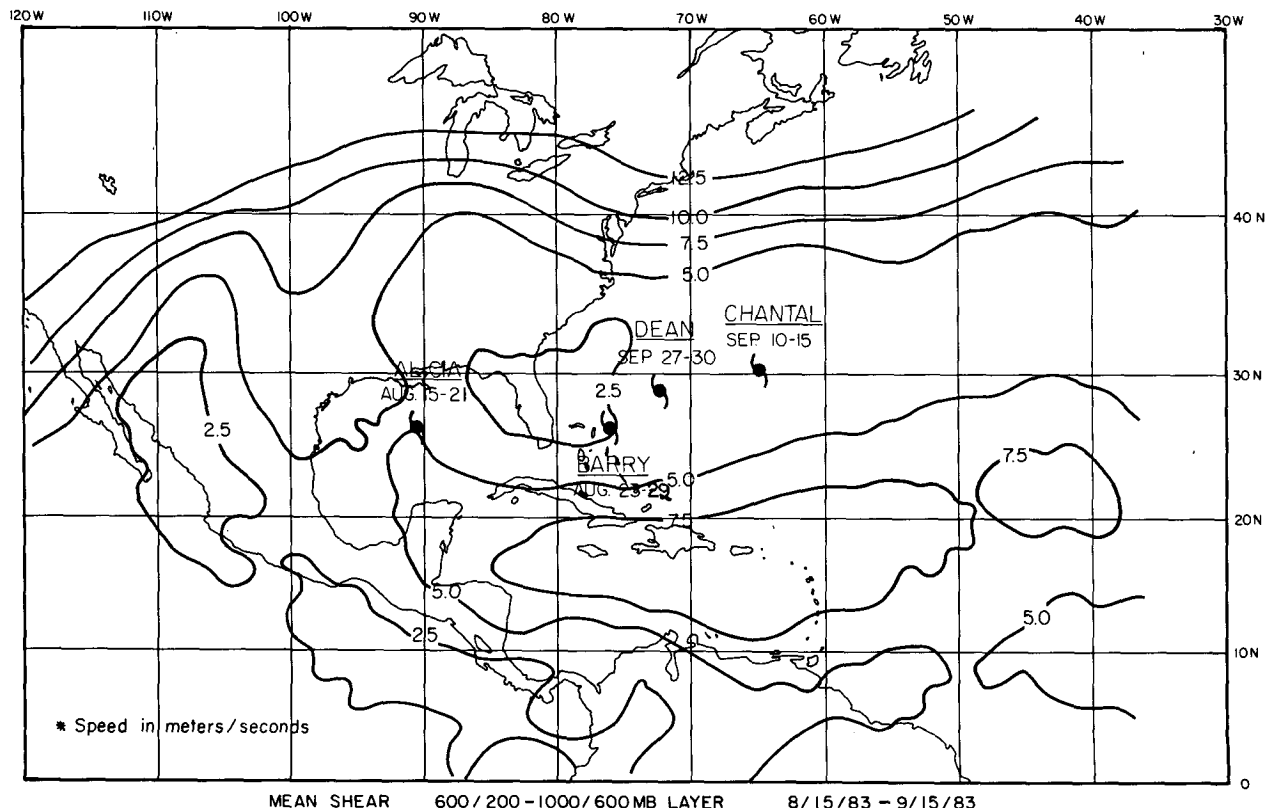 120W 110W 100W 90W 80W 70W 60W 50W 40W 30W
12.5
10.0
40 N
7.5
5.0
CHANTAL
SEP 10-15
DEAN
SEP 27-30
30N
ALICIA
AUG. 15-21
2.5
2.5
7.5
BARRY
AUG. 23-29
5.0
7.5
20N
5.0
5.0
2.5
10N
* Speed in meters/seconds
0
MEAN SHEAR 600/200-1000/600MB LAYER 8/15/83 - 9/15/83